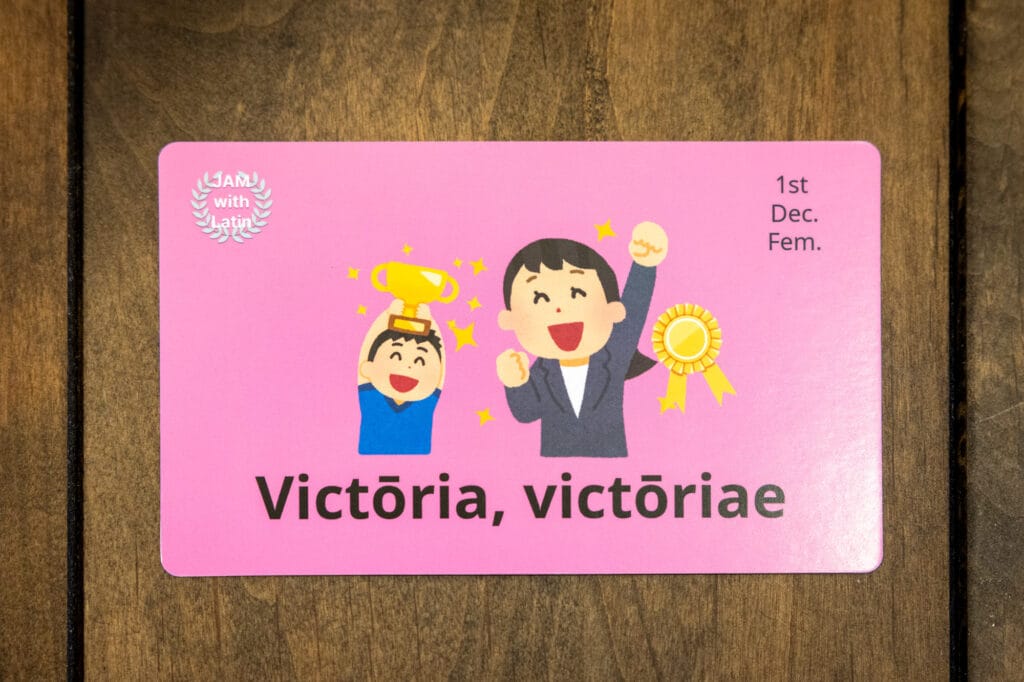 JAM
with
Latin
1st
Dec.
Fem.
Victōria, victōriae